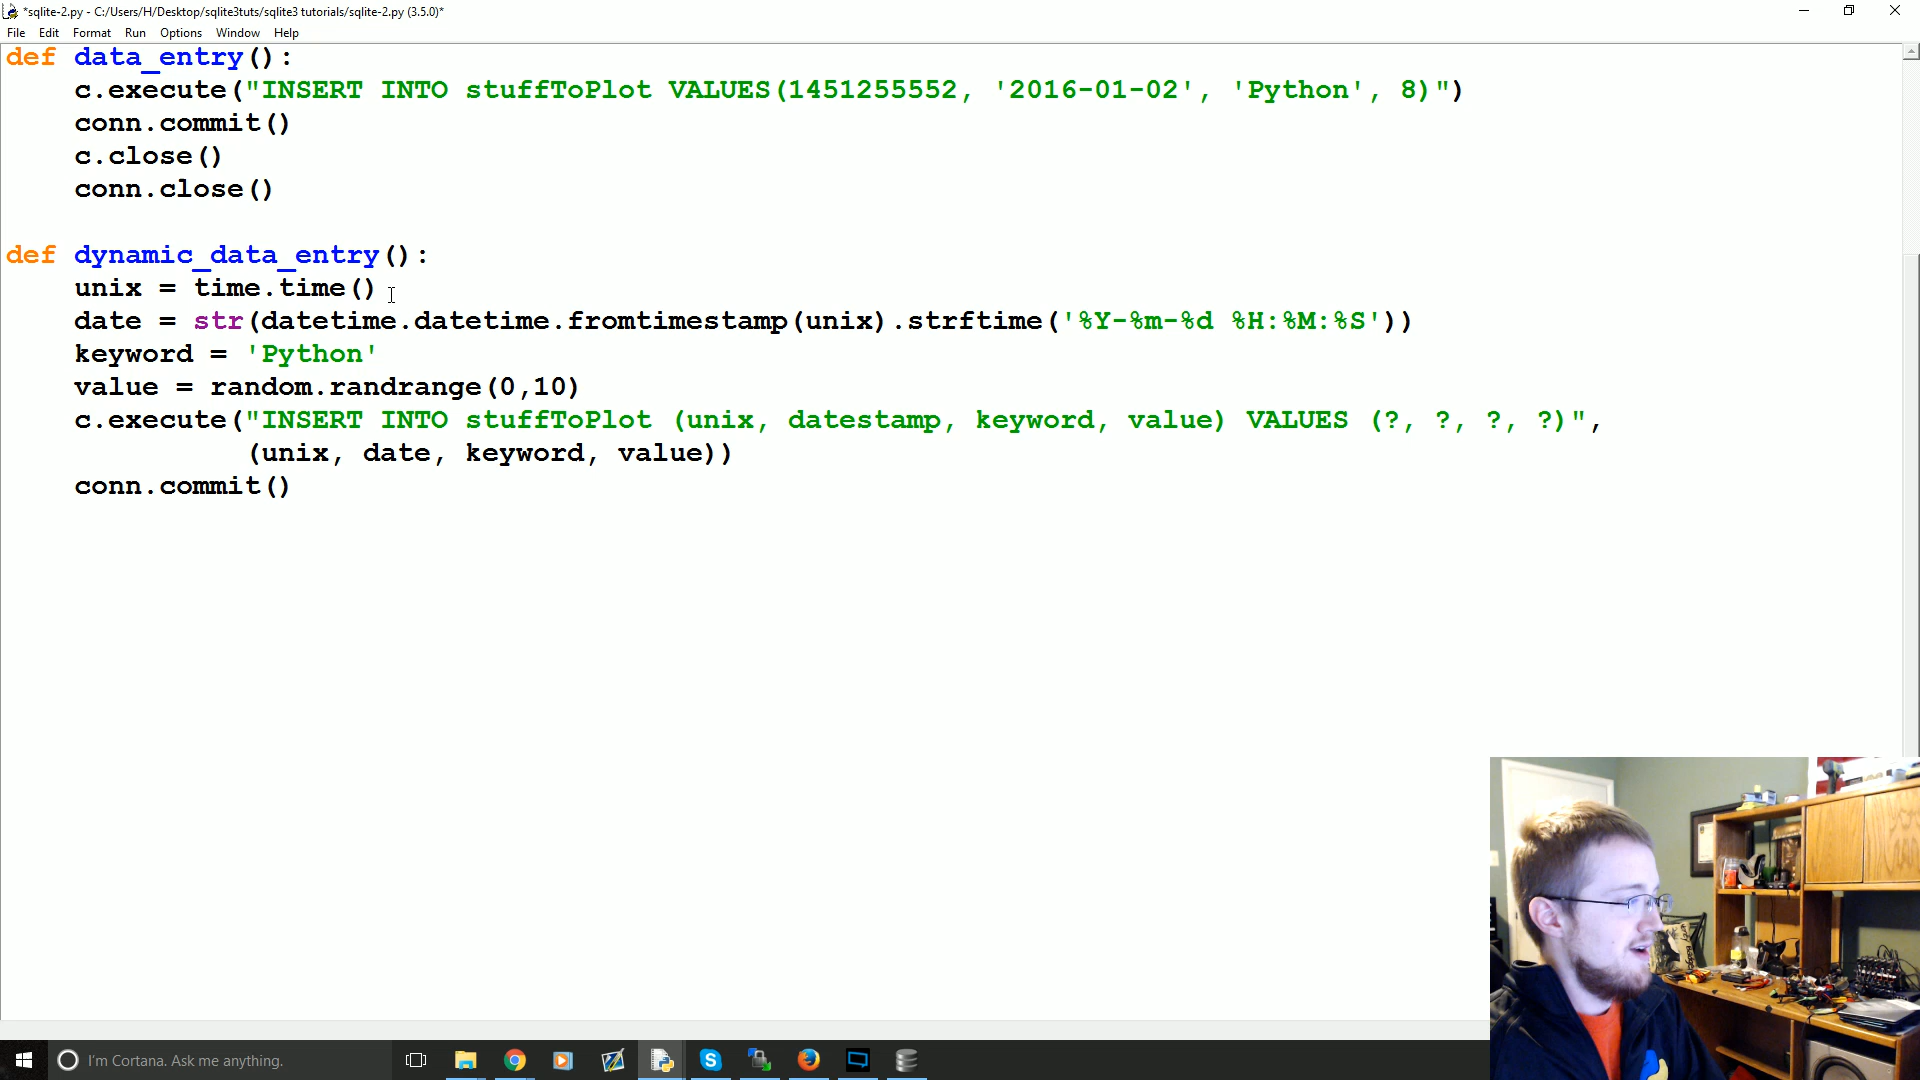 *sqlite-2.py - C:/Users/H/Desktop/sqlite3tuts/sqlite3 tutorials/sqlite-2.py (3.5.0)*
File Edit Format Run Options Window Help
def data_entry():
    c.execute("INSERT INTO stuffToPlot VALUES(1451255552, '2016-01-02', 'Python', 8)")
    conn.commit()
    c.close()
    conn.close()
def dynamic_data_entry():
    unix = time.time()
    date = str(datetime.datetime.fromtimestamp(unix).strftime('%Y-%m-%d %H:%M:%S'))
    keyword = 'Python'
    value = random.randrange(0,10)
    c.execute("INSERT INTO stuffToPlot (unix, datestamp, keyword, value) VALUES (?, ?, ?, ?)",
              (unix, date, keyword, value))
    conn.commit()
I'm Cortana. Ask me anything.